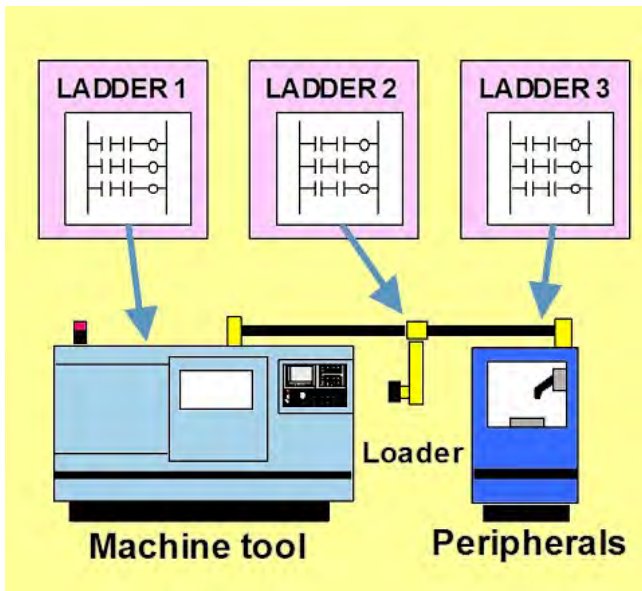 LADDER 1
LADDER 2
LADDER 3
Loader
Machine tool
Peripherals